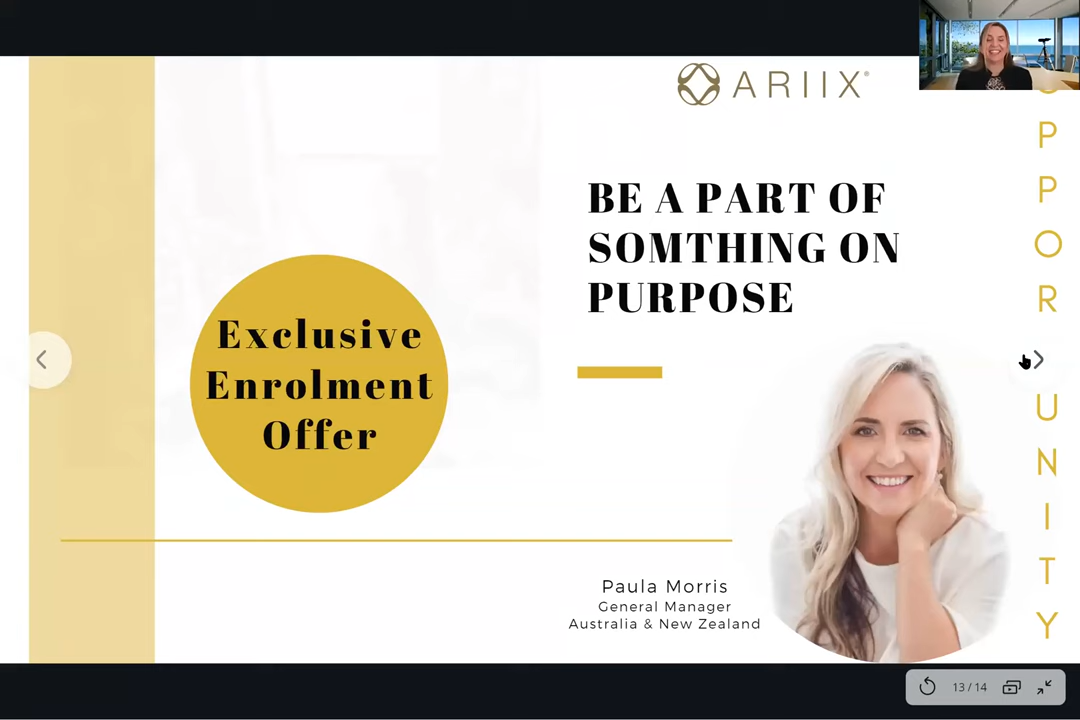 ARIIX®
BE A PART OF
SOMTHING ON
PURPOSE
Exclusive
Enrolment
Offer
Paula Morris
General Manager
Australia & New Zealand
O
P
P
O
R
U
N
I
T
Y
13 / 14